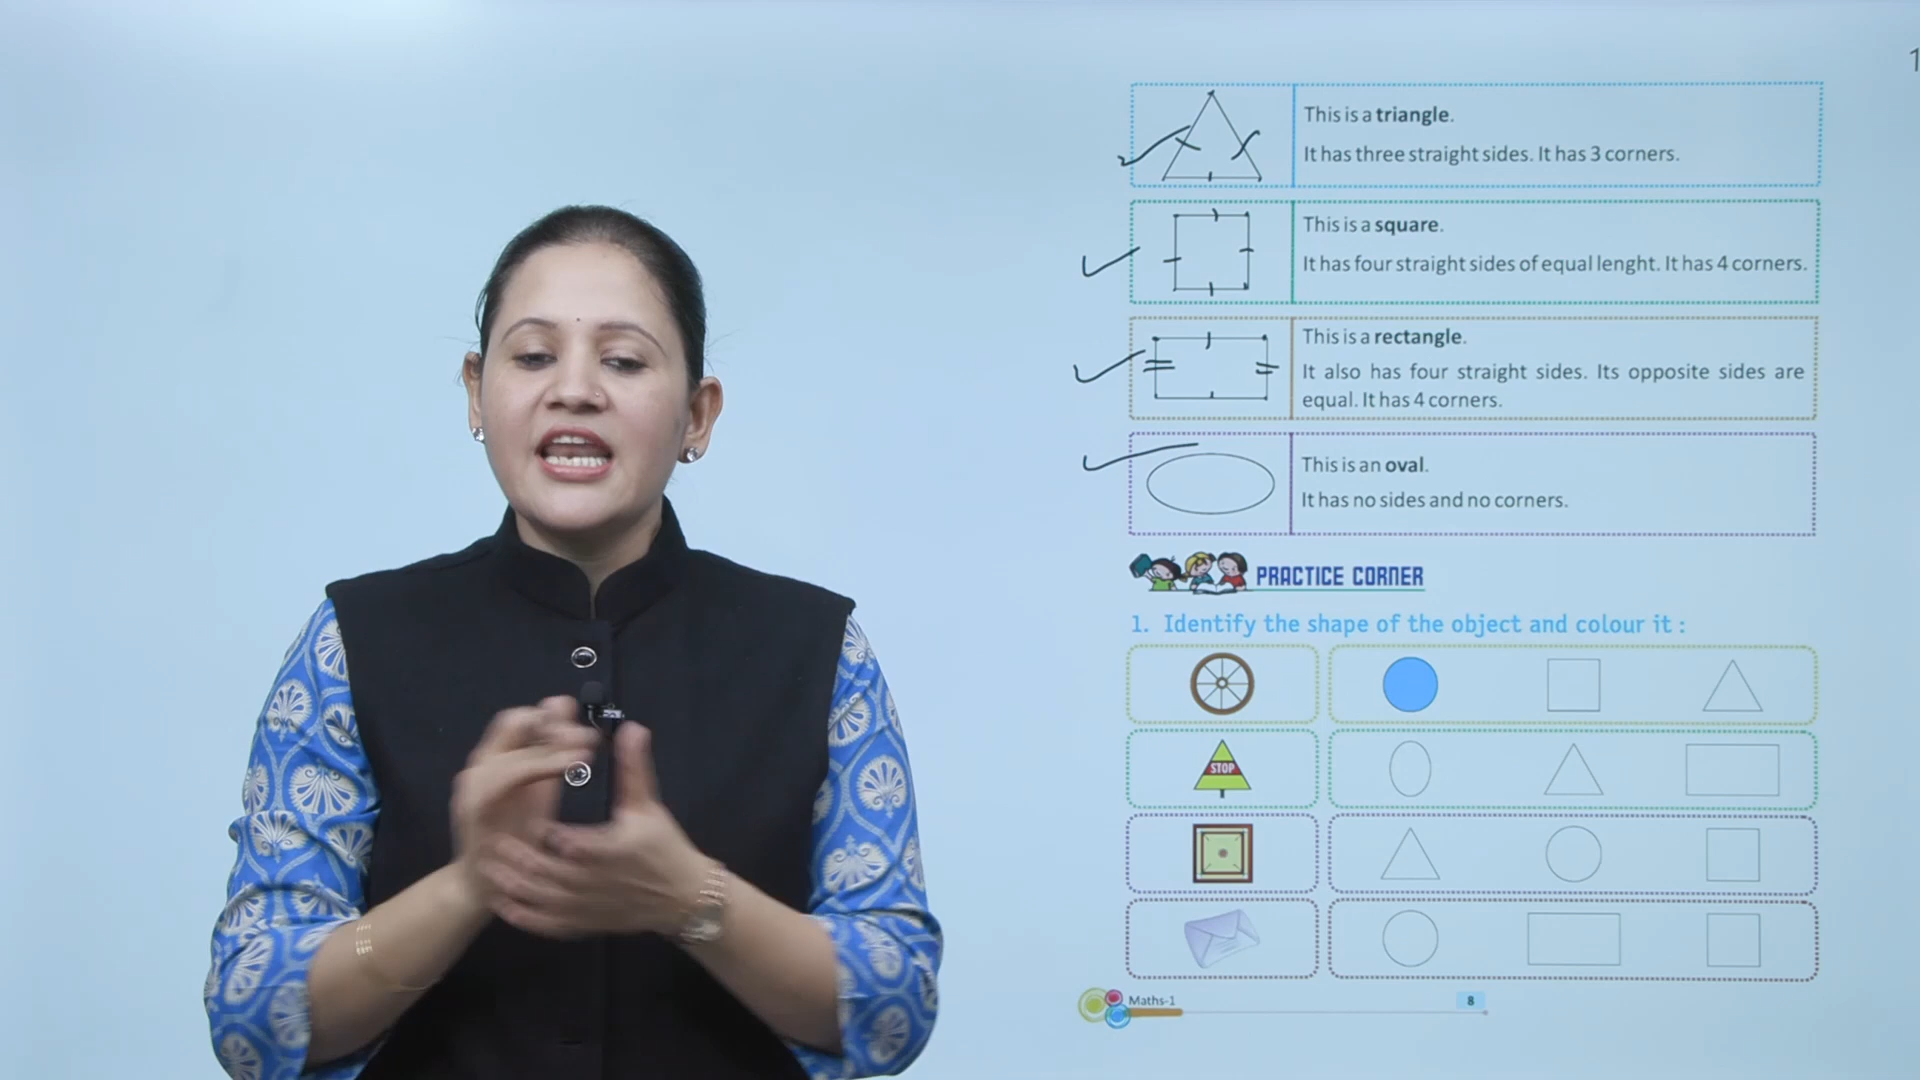 1
This is a triangle.
It has three straight sides. It has 3 corners.
This is a square.
It has four straight sides of equal lenght. It has 4 corners.
This is a rectangle.
It also has four straight sides. Its opposite sides are
equal. It has 4 corners.
This is an oval.
It has no sides and no corners.
PRACTICE CORNER
1. Identify the shape of the object and colour it :
STOP
Maths-1
8